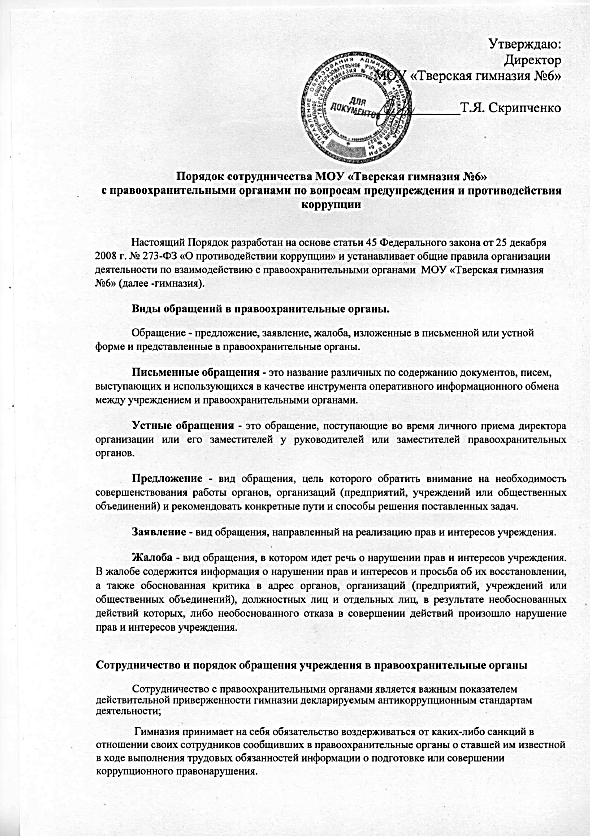 Утверждаю:
Директор
МОУ «Тверская гимназия №6»
Т.Я. Скрипченко
ДЛЯ
ДОКУМЕНТОВ
Порядок сотрудничества МОУ «Тверская гимназия №6»
с правоохранительными органами по вопросам предупреждения и противодействия
коррупции
Настоящий Порядок разработан на основе статьи 45 Федерального закона от 25 декабря
2008 г. № 273-ФЗ «О противодействии коррупции» и устанавливает общие правила организации
деятельности по взаимодействию с правоохранительными органами МОУ «Тверская гимназия
№6» (далее -гимназия).
Виды обращений в правоохранительные органы.
Обращение - предложение, заявление, жалоба, изложенные в письменной или устной
форме и представленные в правоохранительные органы.
Письменные обращения - это название различных по содержанию документов, писем,
выступающих и использующихся в качестве инструмента оперативного информационного обмена
между учреждением и правоохранительными органами.
Устные обращения - это обращение, поступающие во время личного приема директора
организации или его заместителей у руководителей или заместителей правоохранительных
органов.
Предложение - вид обращения, цель которого обратить внимание на необходимость
совершенствования работы органов, организаций (предприятий, учреждений или общественных
объединений) и рекомендовать конкретные пути и способы решения поставленных задач.
Заявление - вид обращения, направленный на реализацию прав и интересов учреждения.
Жалоба - вид обращения, в котором идет речь о нарушении прав и интересов учреждения.
В жалобе содержится информация о нарушении прав и интересов и просьба об их восстановлении,
а также обоснованная критика в адрес органов, организаций (предприятий, учреждений или
общественных объединений), должностных лиц и отдельных лиц, в результате необоснованных
действий которых, либо необоснованного отказа в совершении действий произошло нарушение
прав и интересов учреждения.
Сотрудничество и порядок обращения учреждения в правоохранительные органы
Сотрудничество с правоохранительными органами является важным показателем
действительной приверженности гимназии декларируемым антикоррупционным стандартам
деятельности;
Гимназия принимает на себя обязательство воздерживаться от каких-либо санкций в
отношении своих сотрудников сообщивших в правоохранительные органы о ставшей им известной
в ходе выполнения трудовых обязанностей информации о подготовке или совершении
коррупционного правонарушения.